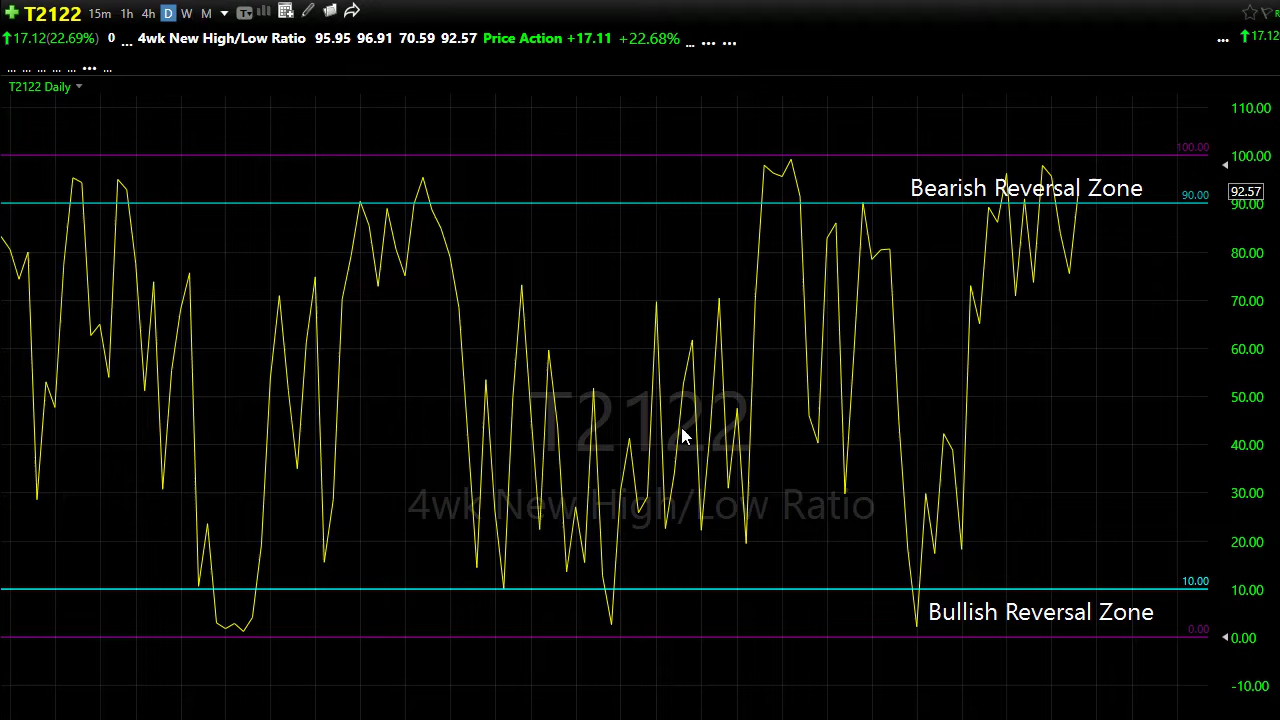 T2122 15m 1h 4h D W M
17.12(22.69%) 0 ... 4wk New High/Low Ratio 95.95 96.91 70.59 92.57 Price Action +17.11 +22.68% ... ... ... ... 17.12
... ... ... ... ... ... ...
T2122 Daily
110.00
100.00 100.00
Bearish Reversal Zone 90.00 92.57
90.00
80.00
70.00
60.00
50.00
T2122
40.00
4wk New High/Low Ratio 30.00
20.00
10.00 10.00
Bullish Reversal Zone
0.00 0.00
-10.00